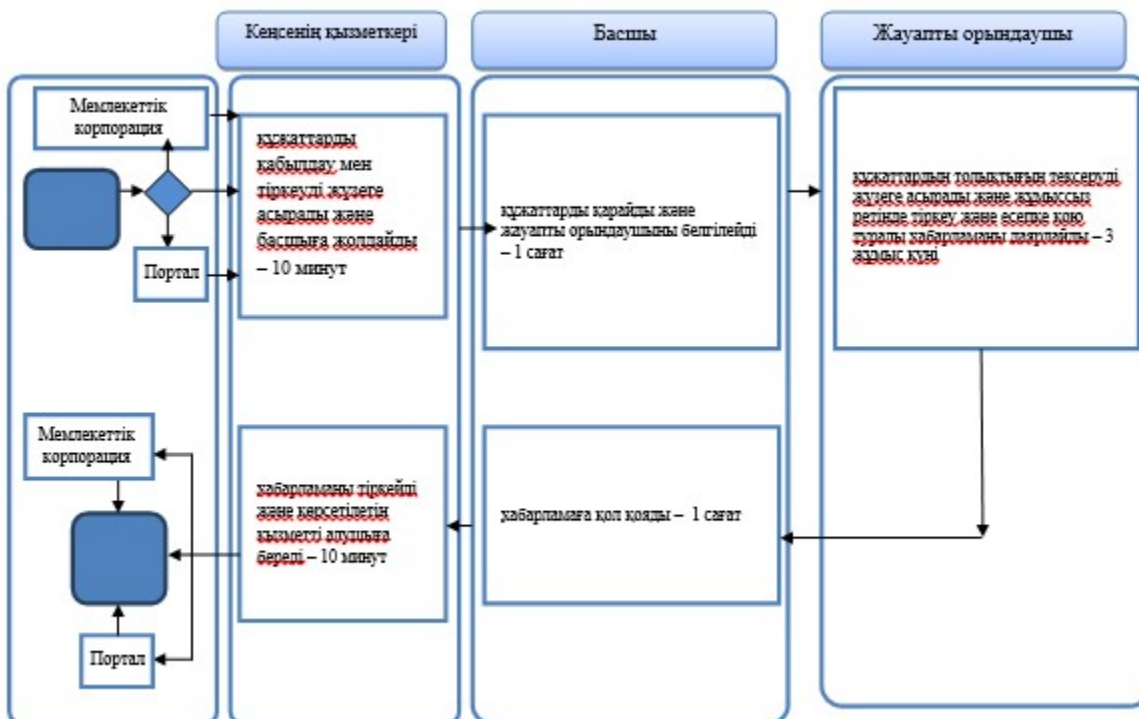 Кеңсенің қызметкері
Басшы
Жауапты орындаушы
Мемлекеттік
корпорация
Портал
құжаттарды
қабылдау мен
тіркеуді жүзеге
асырады және
басшыға жолдайды
– 10 минут
құжаттарды қарайды және
жауапты орындаушыны белгілейді
– 1 сағат
құжаттардың толықтығын тексеруді
жүзеге асырады және жұмыссыз
ретінде тіркеу және есепке қою
туралы хабарламаны даярлайды – 3
жұмыс күні
Мемлекеттік
корпорация
Портал
хабарламаны тіркейді
және көрсетілетін
қызметті алушыға
береді – 10 минут
хабарламаға қол қояды – 1 сағат